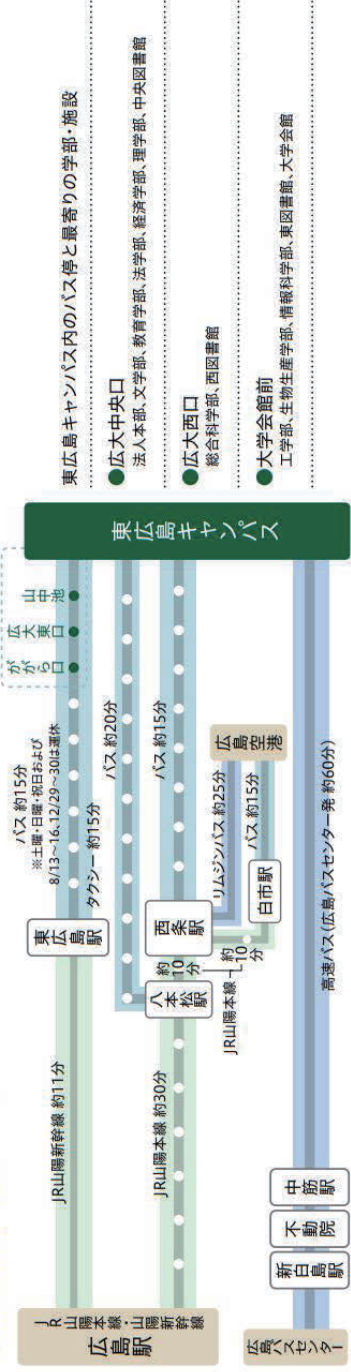 JR山陽本線・山陽新幹線
広島駅
JR山陽新幹線 約11分
東広島駅
バス 約15分
※土曜・日曜・祝日および
8/13～16、12/29～30は運休
タクシー 約15分
ががら口
広大東口
山中池
JR山陽本線 約30分
八本松駅
約10分
西条駅
バス 約20分
バス 約15分
JR山陽本線
約10分
白市駅
リムジンバス 約25分
バス 約15分
広島空港
広島バスセンター
新白島駅
不動院
中筋駅
高速バス(広島バスセンター発 約60分)
東広島キャンパス
東広島キャンパス内のバス停と最寄りの学部・施設
●広大中央口
法人本部、文学部、教育学部、法学部、経済学部、理学部、中央図書館
●広大西口
総合科学部、西図書館
●大学会館前
工学部、生物生産学部、情報科学部、東図書館、大学会館